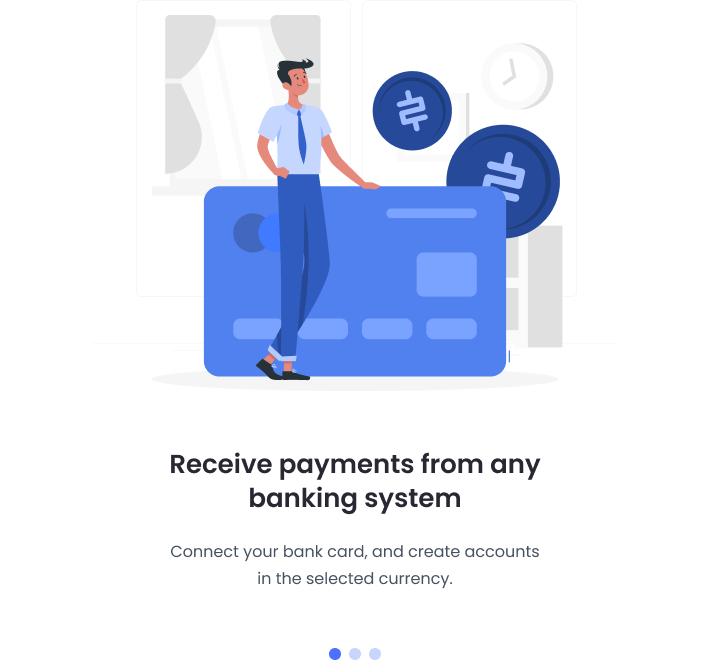 Receive payments from any
banking system
Connect your bank card, and create accounts
in the selected currency.